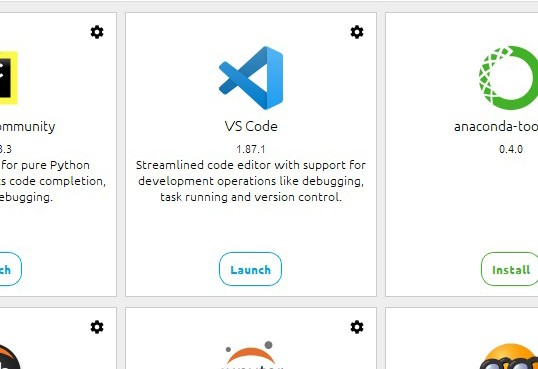 VS Code
1.87.1
Streamlined code editor with support for
development operations like debugging,
task running and version control.
Launch
ommunity
3.3
for pure Python
s code completion,
ebugging.
ch
anaconda-too
0.4.0
Install